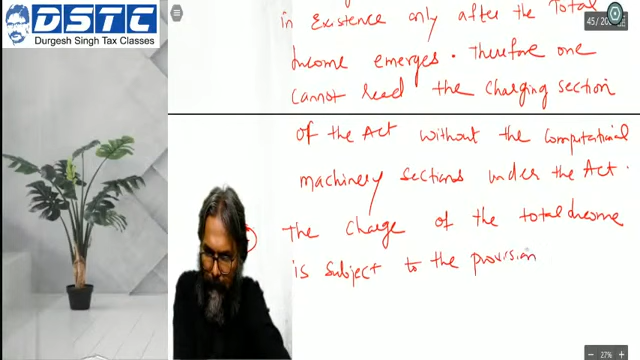 DSTC
Durgesh Singh Tax Classes
45 / 20
in Existence only after the Total
Income emerges. Therefore one
cannot read the charging section
of the Act without the computational
machinery sections under the Act.
The charge of the total Income
is subject to the provision
27%